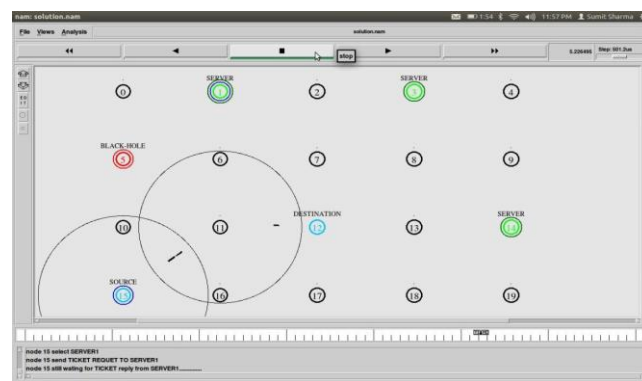 nam: solution.nam
1:54
11:57 PM
Sumit Sharma
File Views Analysis
solution.nam
stop
Step:
SERVER
SERVER
0
1
2
3
4
BLACK-HOLE
5
6
7
8
9
DESTINATION
SERVER
10
11
12
13
14
SOURCE
15
16
17
18
19
node 15 select SERVER1
node 15 send TICKET REQUET TO SERVER1
node 15 still waiting for TICKET reply from SERVER1